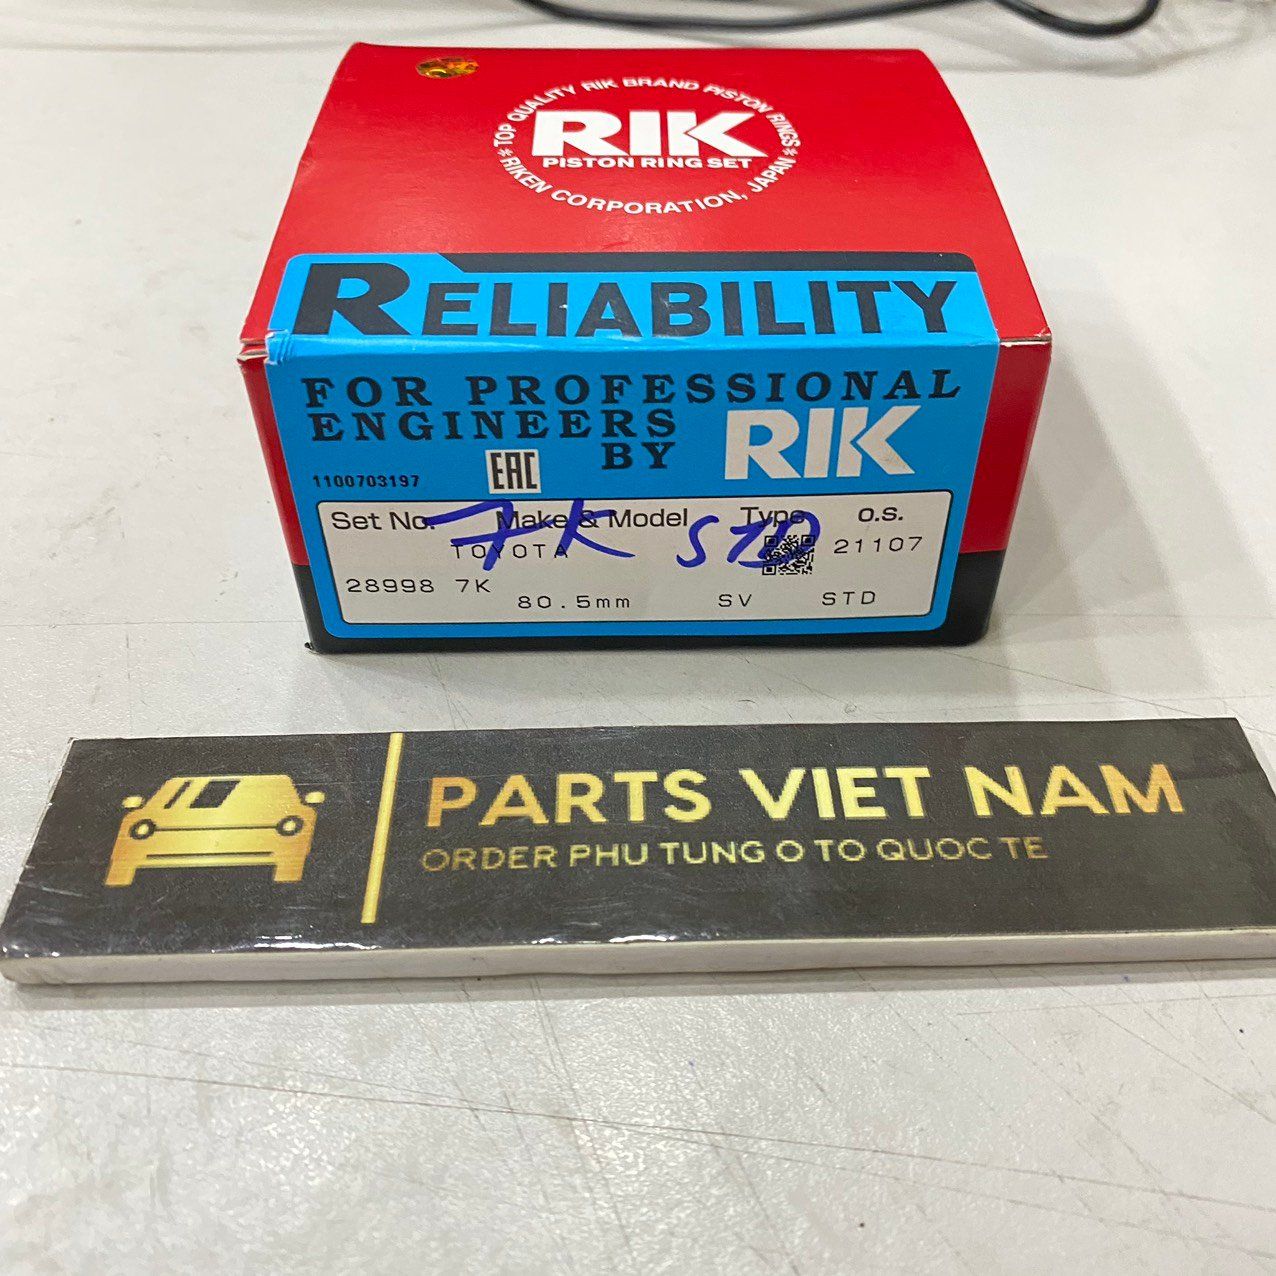 *TOP QUALITY RIK BRAND PISTON RINGS*
RIK
PISTON RING SET
RIKEN CORPORATION, JAPAN
RELIABILITY
FOR PROFESSIONAL
ENGINEERS
BY RIK
1100703197 EAC
Set No. Make & Model Type O.S.
7K STD
TOYOTA 21107
28998 7K
80.5mm SV STD
PARTS VIET NAM
ORDER PHU TUNG O TO QUOC TE